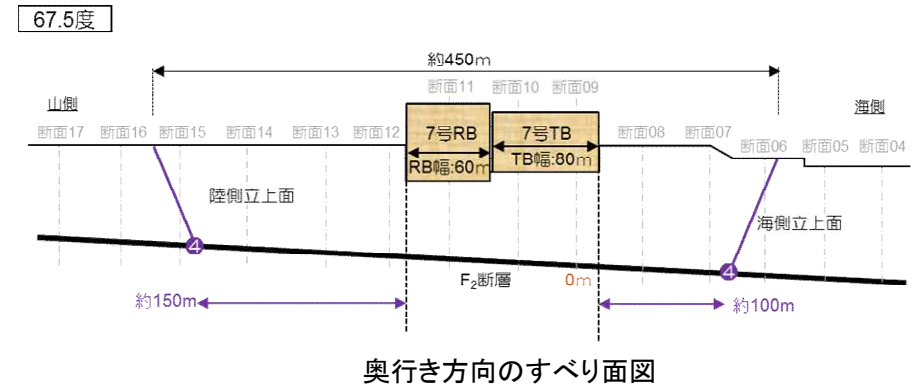 67.5度
約450m
断面11 断面10 断面09
山側 海側
断面17 断面16 断面15 断面14 断面13 断面12 7号RB 7号TB 断面08 断面07 断面06 断面05 断面04
RB幅:60m TB幅:80m
陸側立上面 海側立上面
④ ④
F₂断層 0m
約150m 約100m
奥行き方向のすべり面図